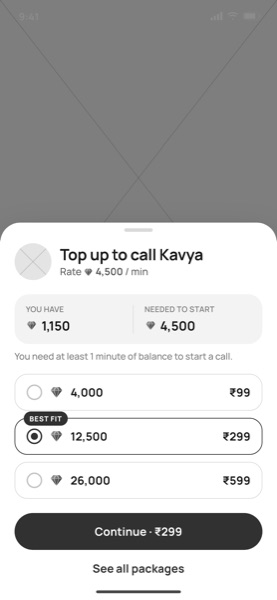 9:41
Top up to call Kavya
Rate 4,500 / min
YOU HAVE
1,150
NEEDED TO START
4,500
You need at least 1 minute of balance to start a call.
4,000 ₹99
BEST FIT
12,500 ₹299
26,000 ₹599
Continue · ₹299
See all packages